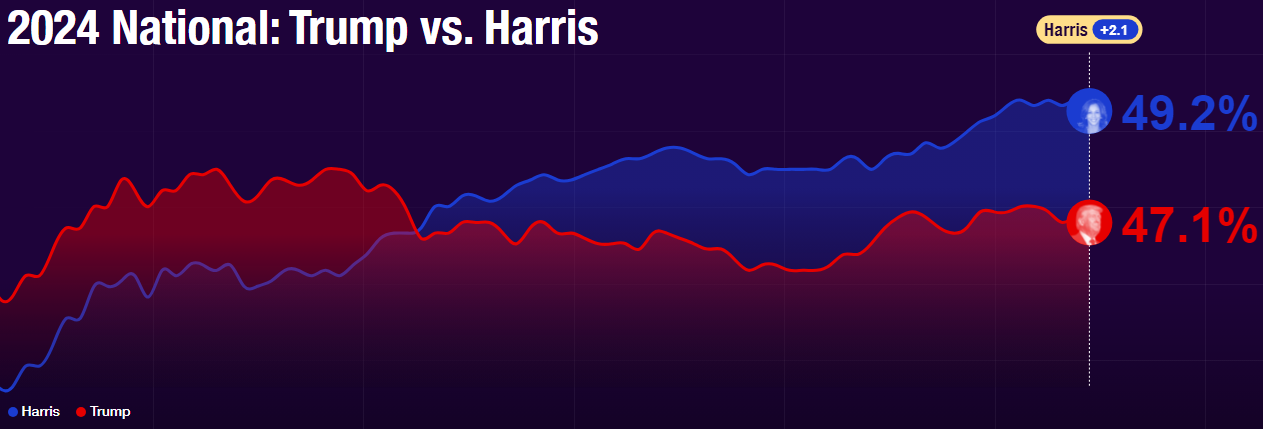 2024 National: Trump vs. Harris
Harris +2.1
49.2%
47.1%
Harris Trump